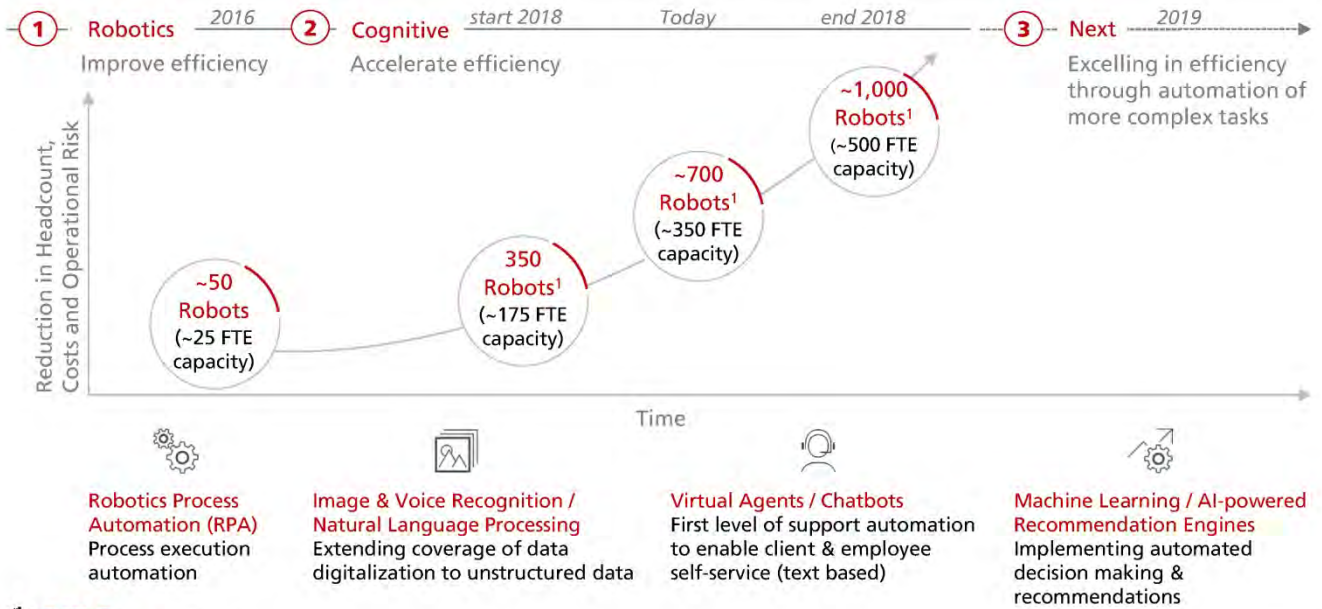 1 Robotics 2016 2 Cognitive start 2018 Today end 2018 3 Next 2019
Improve efficiency
Accelerate efficiency
Excelling in efficiency
through automation of
more complex tasks
Reduction in Headcount,
Costs and Operational Risk
~50
Robots
(~25 FTE
capacity)
350
Robots¹
(~175 FTE
capacity)
~700
Robots¹
(~350 FTE
capacity)
~1,000
Robots¹
(~500 FTE
capacity)
Time
Robotics Process
Automation (RPA)
Process execution
automation
Image & Voice Recognition /
Natural Language Processing
Extending coverage of data
digitalization to unstructured data
Virtual Agents / Chatbots
First level of support automation
to enable client & employee
self-service (text based)
Machine Learning / AI-powered
Recommendation Engines
Implementing automated
decision making &
recommendations